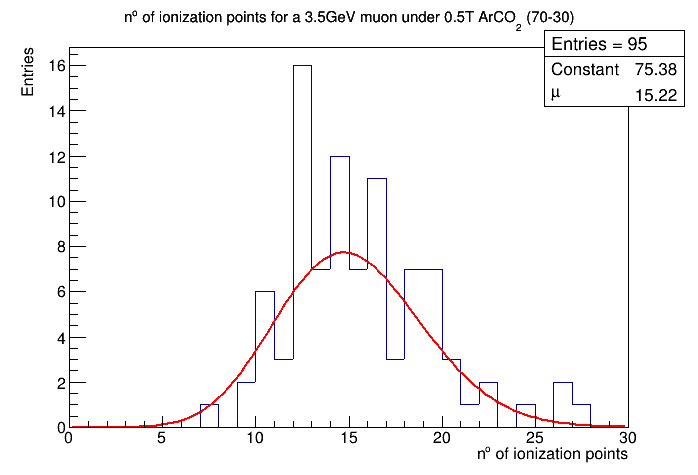 nº of ionization points for a 3.5GeV muon under 0.5T ArCO2 (70-30)
Entries = 95
Constant 75.38
μ 15.22
Entries
16
14
12
10
8
6
4
2
0
0 5 10 15 20 25 30
nº of ionization points